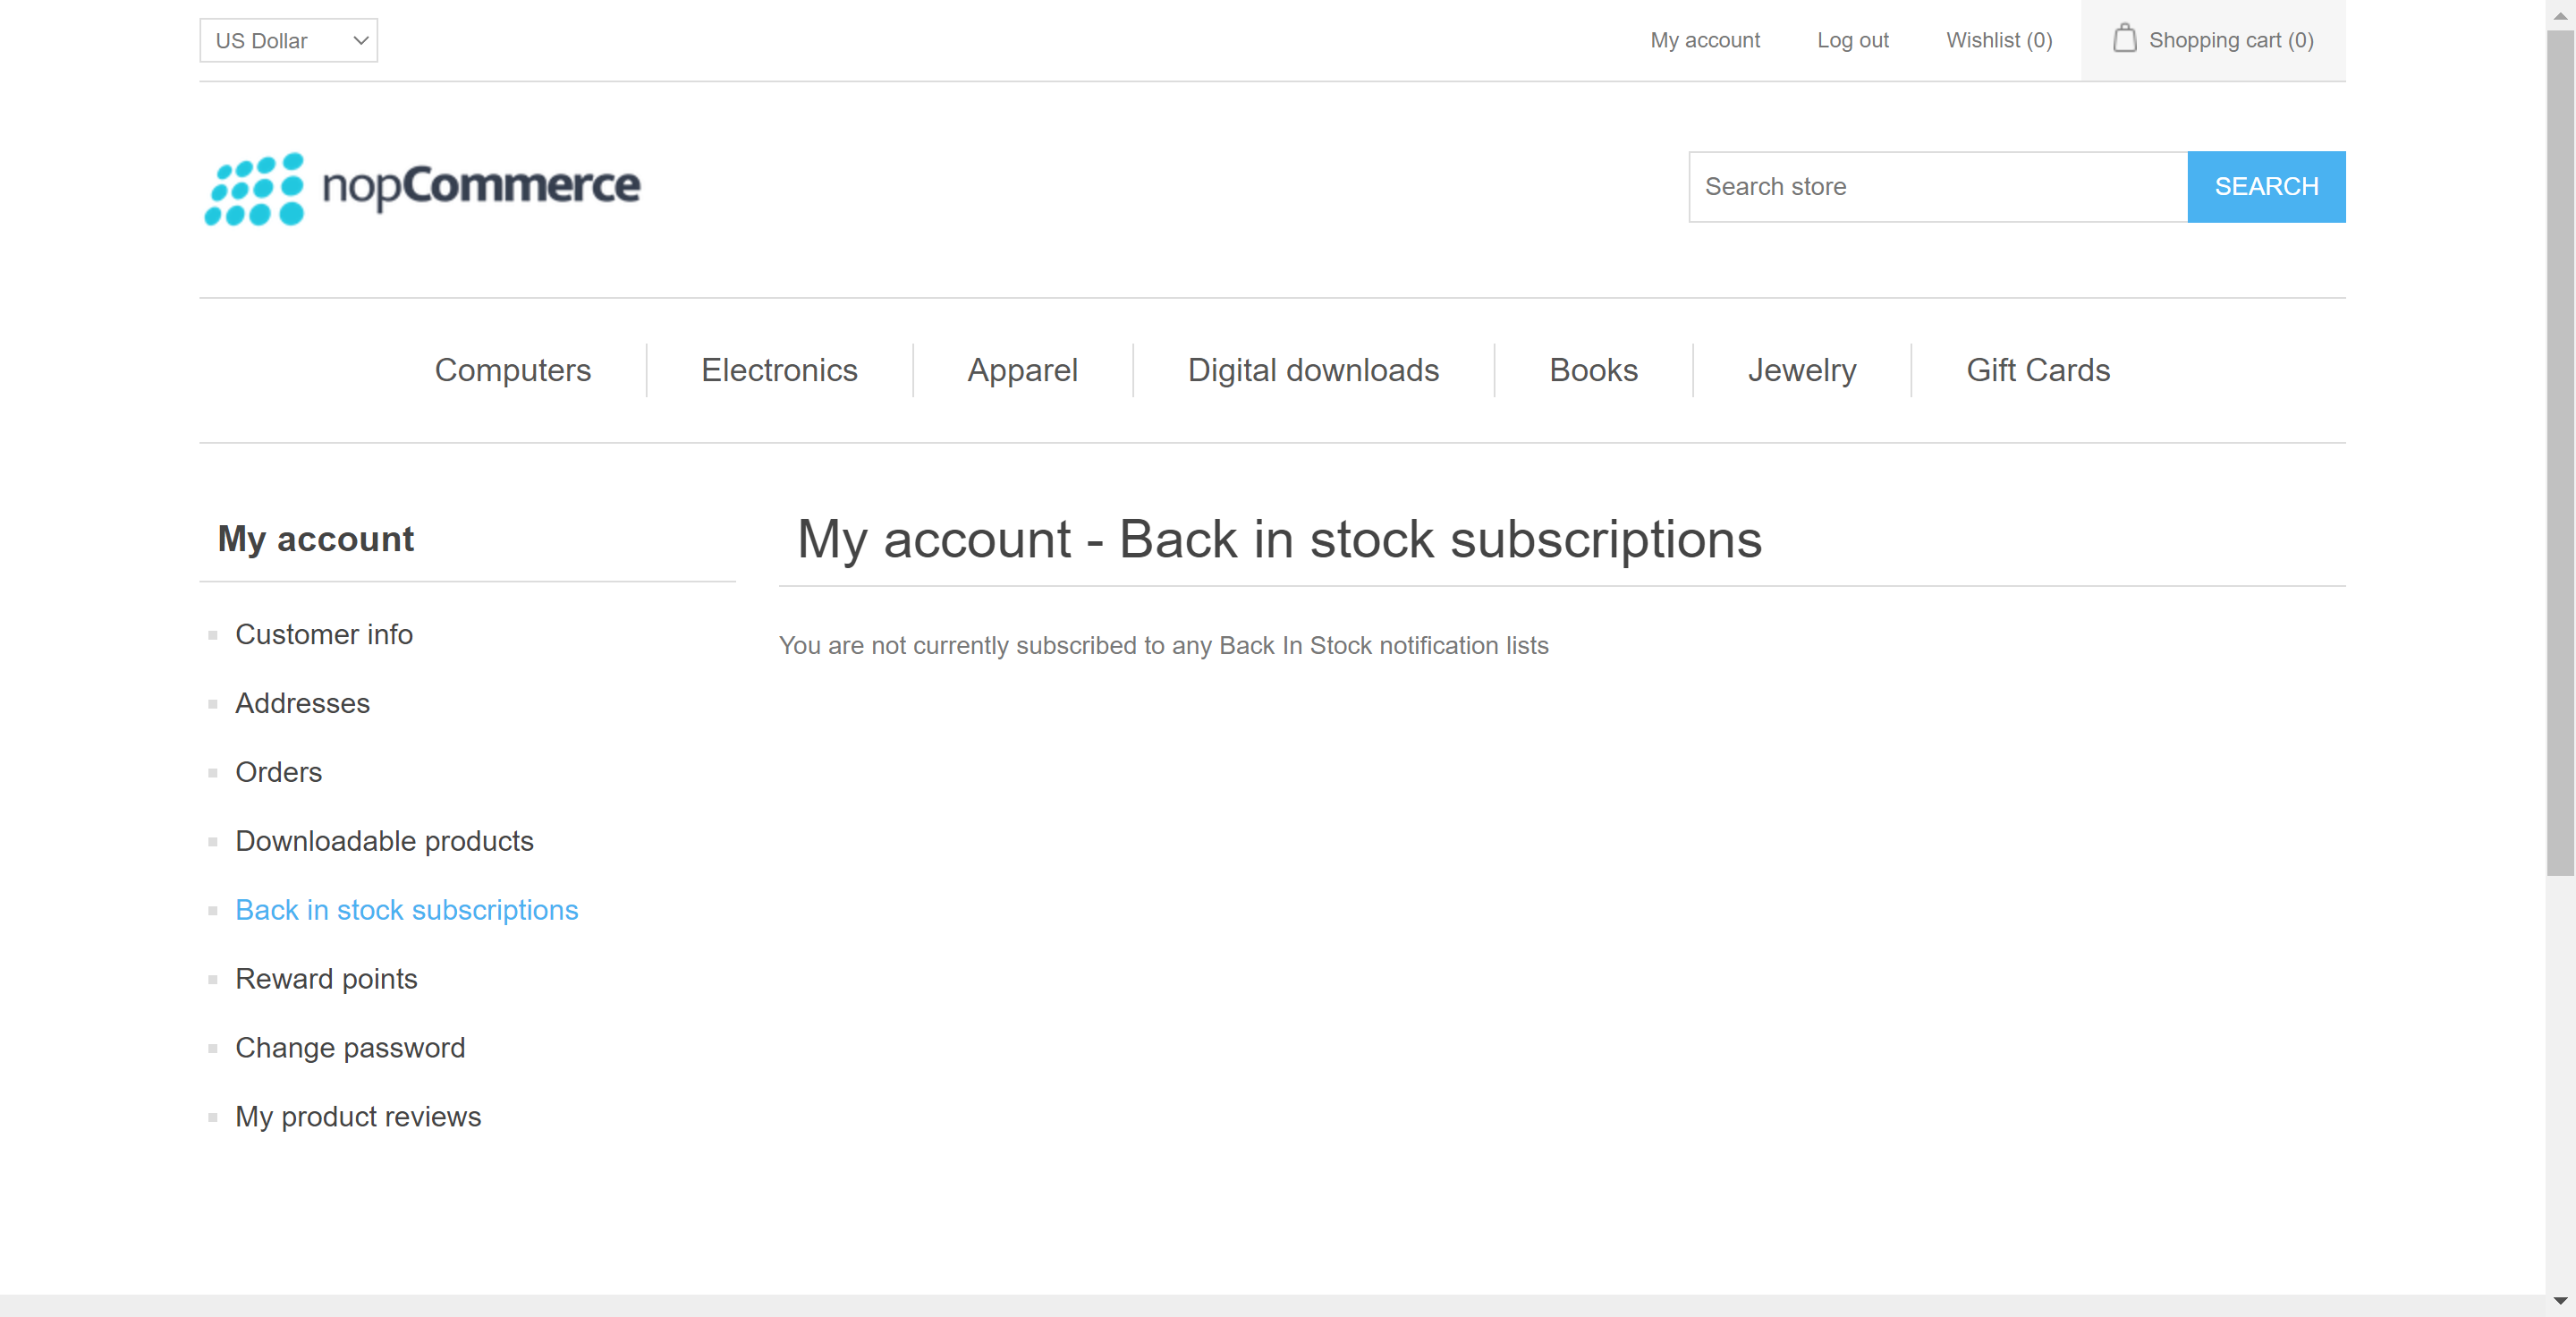 US Dollar
My account
Log out
Wishlist (0)
Shopping cart (0)
nopCommerce
Search store
SEARCH
Computers
Electronics
Apparel
Digital downloads
Books
Jewelry
Gift Cards
My account
Customer info
Addresses
Orders
Downloadable products
Back in stock subscriptions
Reward points
Change password
My product reviews
My account - Back in stock subscriptions
You are not currently subscribed to any Back In Stock notification lists